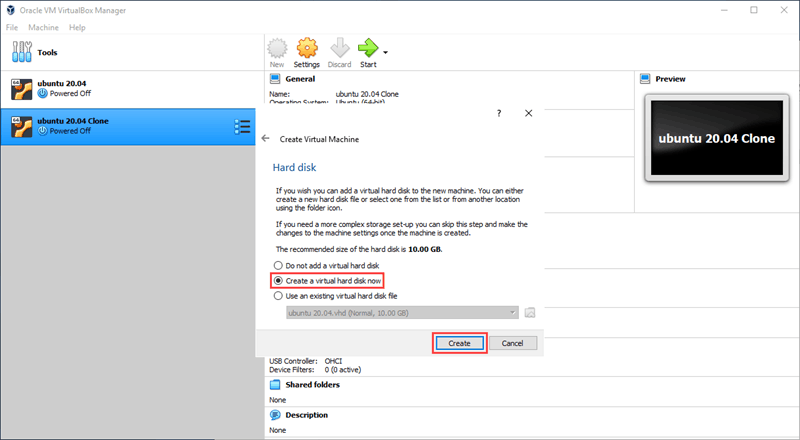 Oracle VM VirtualBox Manager
File Machine Help
Tools
New Settings Discard Start
64 ubuntu 20.04
Powered Off
64 ubuntu 20.04 Clone
Powered Off
General
Name: ubuntu 20.04 Clone
Operating System: Ubuntu (64-bit)
Preview
ubuntu 20.04 Clone
?
Create Virtual Machine
Hard disk
If you wish you can add a virtual hard disk to the new machine. You can either
create a new hard disk file or select one from the list or from another location
using the folder icon.
If you need a more complex storage set-up you can skip this step and make the
changes to the machine settings once the machine is created.
The recommended size of the hard disk is 10.00 GB.
Do not add a virtual hard disk
Create a virtual hard disk now
Use an existing virtual hard disk file
ubuntu 20.04.vhd (Normal, 10.00 GB)
Create Cancel
USB Controller: OHCI
Device Filters: 0 (0 active)
Shared folders
None
Description
None